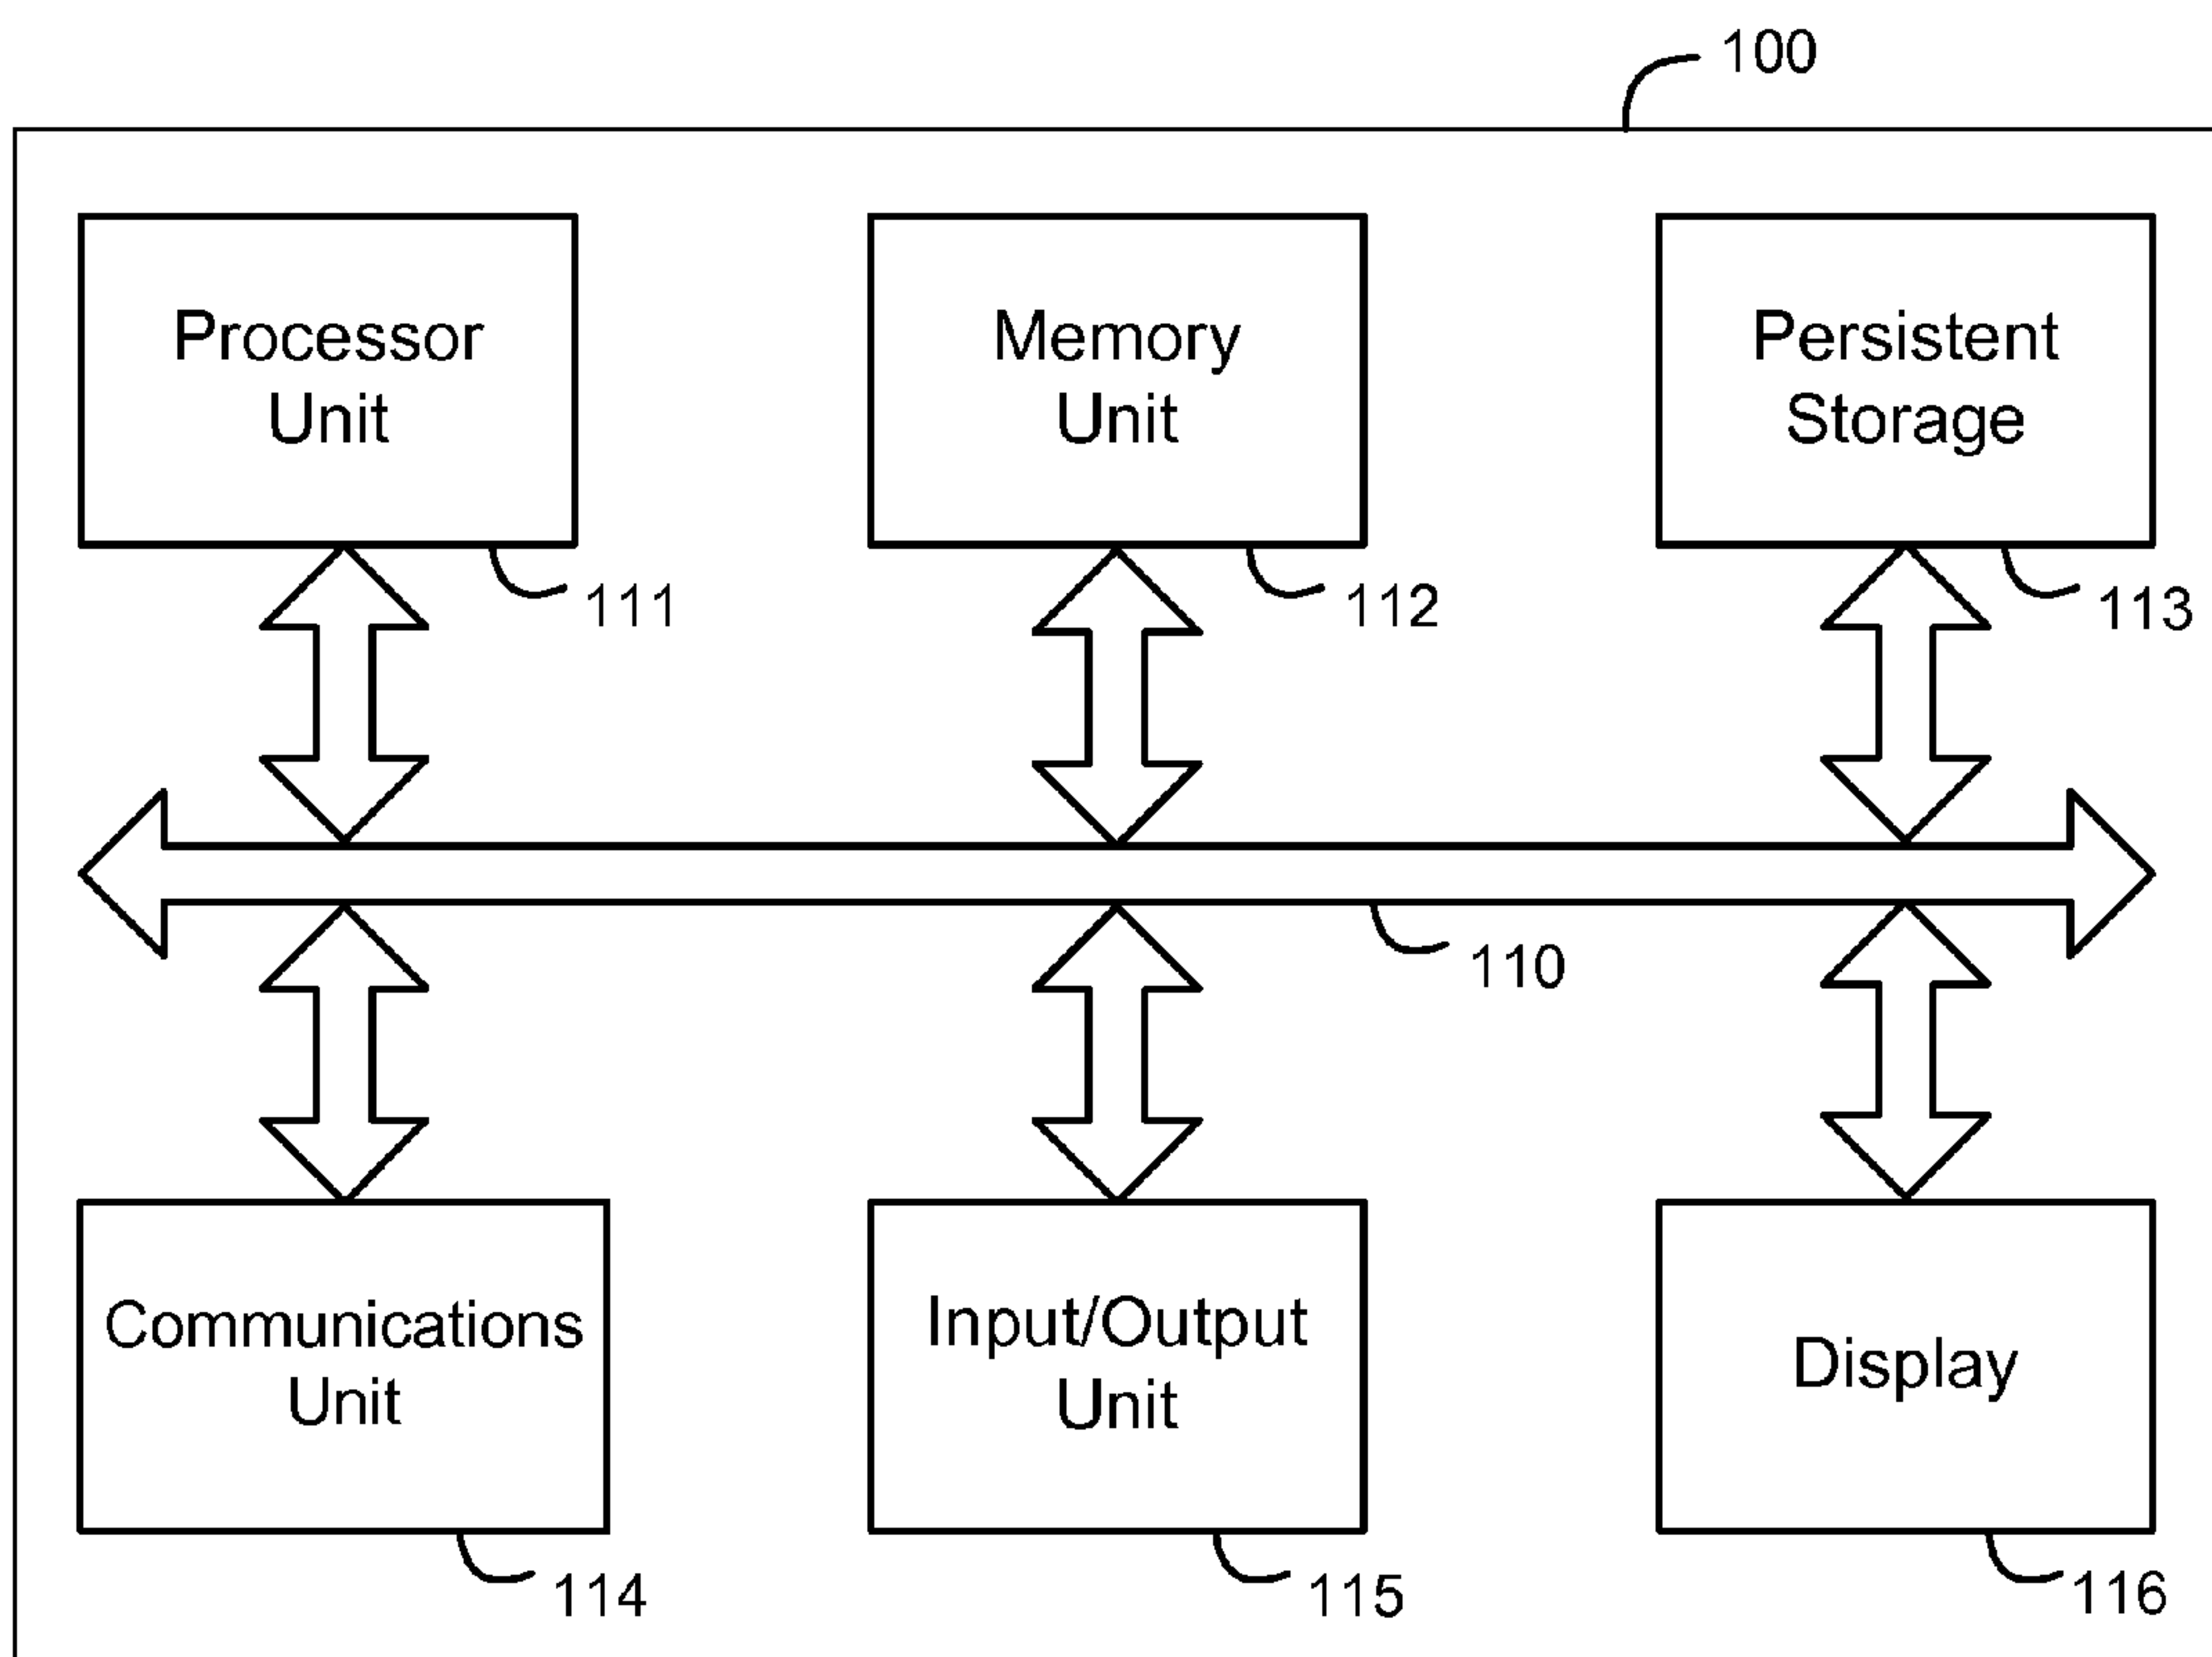 100
Processor
Unit
Memory
Unit
Persistent
Storage
111
112
113
110
Communications
Unit
Input/Output
Unit
Display
114
115
116